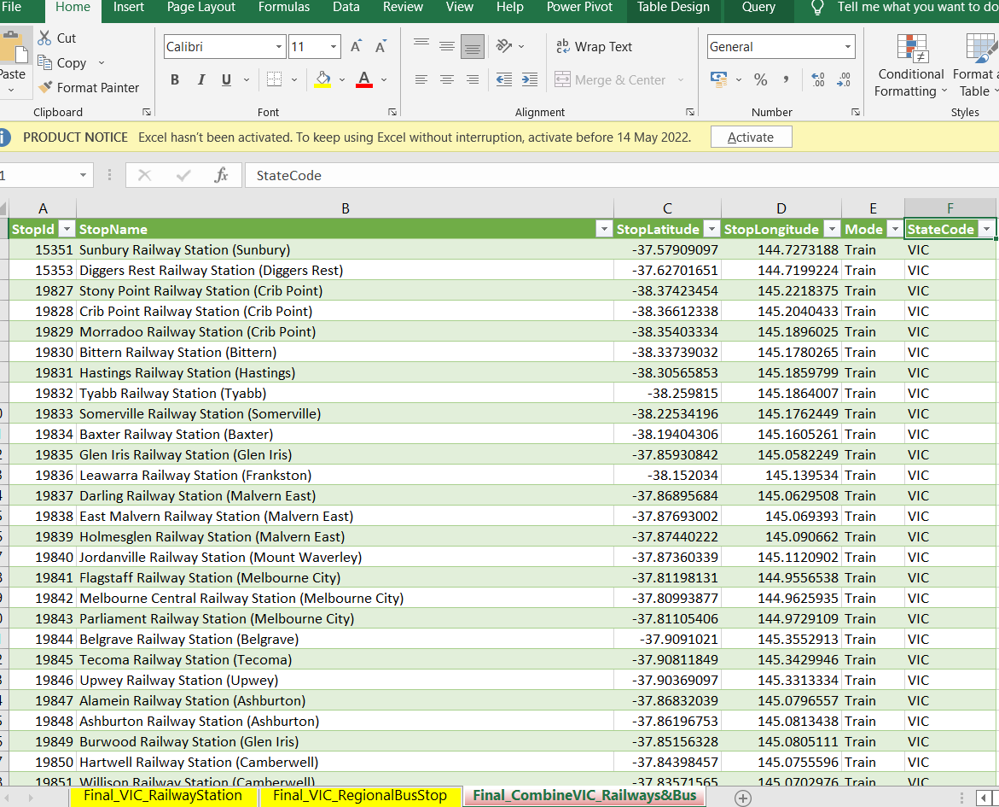 File Home Insert Page Layout Formulas Data Review View Help Power Pivot Table Design Query Tell me what you want to do
Cut
Copy
Paste
Format Painter
Calibri 11
B I U A
ab Wrap Text
Merge & Center
General
% 
Conditional Formatting
Format a
Table
Clipboard Font Alignment Number Styles
PRODUCT NOTICE Excel hasn't been activated. To keep using Excel without interruption, activate before 14 May 2022. Activate
1 fx StateCode
A B C D E F
StopId StopName StopLatitude StopLongitude Mode StateCode
15351 Sunbury Railway Station (Sunbury) -37.57909097 144.7273188 Train VIC
15353 Diggers Rest Railway Station (Diggers Rest) -37.62701651 144.7199224 Train VIC
19827 Stony Point Railway Station (Crib Point) -38.37423454 145.2218375 Train VIC
19828 Crib Point Railway Station (Crib Point) -38.36612338 145.2040433 Train VIC
19829 Morradoo Railway Station (Crib Point) -38.35403334 145.1896025 Train VIC
19830 Bittern Railway Station (Bittern) -38.33739032 145.1780265 Train VIC
19831 Hastings Railway Station (Hastings) -38.30565853 145.1859799 Train VIC
19832 Tyabb Railway Station (Tyabb) -38.259815 145.1864007 Train VIC
19833 Somerville Railway Station (Somerville) -38.22534196 145.1762449 Train VIC
19834 Baxter Railway Station (Baxter) -38.19404306 145.1605261 Train VIC
19835 Glen Iris Railway Station (Glen Iris) -37.85930842 145.0582249 Train VIC
19836 Leawarra Railway Station (Frankston) -38.152034 145.139534 Train VIC
19837 Darling Railway Station (Malvern East) -37.86895684 145.0629508 Train VIC
19838 East Malvern Railway Station (Malvern East) -37.87693002 145.069393 Train VIC
19839 Holmesglen Railway Station (Malvern East) -37.87440222 145.090662 Train VIC
19840 Jordanville Railway Station (Mount Waverley) -37.87360339 145.1120902 Train VIC
19841 Flagstaff Railway Station (Melbourne City) -37.81198131 144.9556538 Train VIC
19842 Melbourne Central Railway Station (Melbourne City) -37.80993877 144.9625935 Train VIC
19843 Parliament Railway Station (Melbourne City) -37.81105406 144.9729109 Train VIC
19844 Belgrave Railway Station (Belgrave) -37.9091021 145.3552913 Train VIC
19845 Tecoma Railway Station (Tecoma) -37.90811849 145.3429946 Train VIC
19846 Upwey Railway Station (Upwey) -37.90369097 145.3313334 Train VIC
19847 Alamein Railway Station (Ashburton) -37.86832039 145.0796557 Train VIC
19848 Ashburton Railway Station (Ashburton) -37.86196753 145.0813438 Train VIC
19849 Burwood Railway Station (Glen Iris) -37.85156328 145.0805111 Train VIC
19850 Hartwell Railway Station (Camberwell) -37.84398457 145.0755596 Train VIC
19851 Willison Railway Station (Camberwell) -37.83571565 145.0702976 Train VIC
Final_VIC_RailwayStation Final_VIC_RegionalBusStop Final_CombineVIC_Railways&Bus